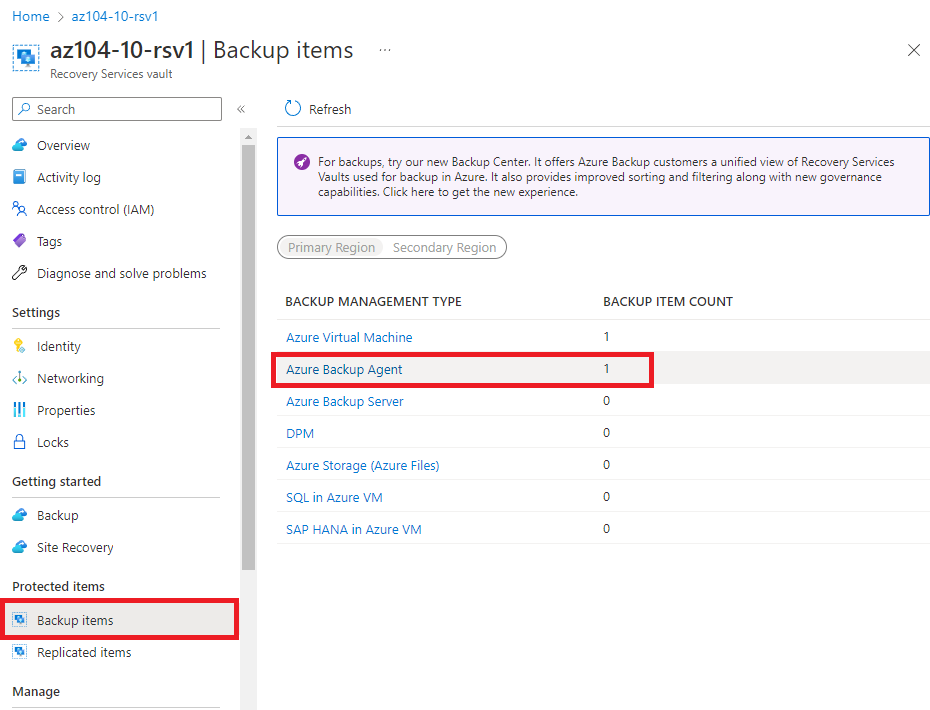 Home > az104-10-rsv1
az104-10-rsv1 | Backup items ...
Recovery Services vault
Search
«
Overview
Activity log
Access control (IAM)
Tags
Diagnose and solve problems
Settings
Identity
Networking
Properties
Locks
Getting started
Backup
Site Recovery
Protected items
Backup items
Replicated items
Manage
Refresh
For backups, try our new Backup Center. It offers Azure Backup customers a unified view of Recovery Services
Vaults used for backup in Azure. It also provides improved sorting and filtering along with new governance
capabilities. Click here to get the new experience.
Primary Region Secondary Region
BACKUP MANAGEMENT TYPE BACKUP ITEM COUNT
Azure Virtual Machine 1
Azure Backup Agent 1
Azure Backup Server 0
DPM 0
Azure Storage (Azure Files) 0
SQL in Azure VM 0
SAP HANA in Azure VM 0